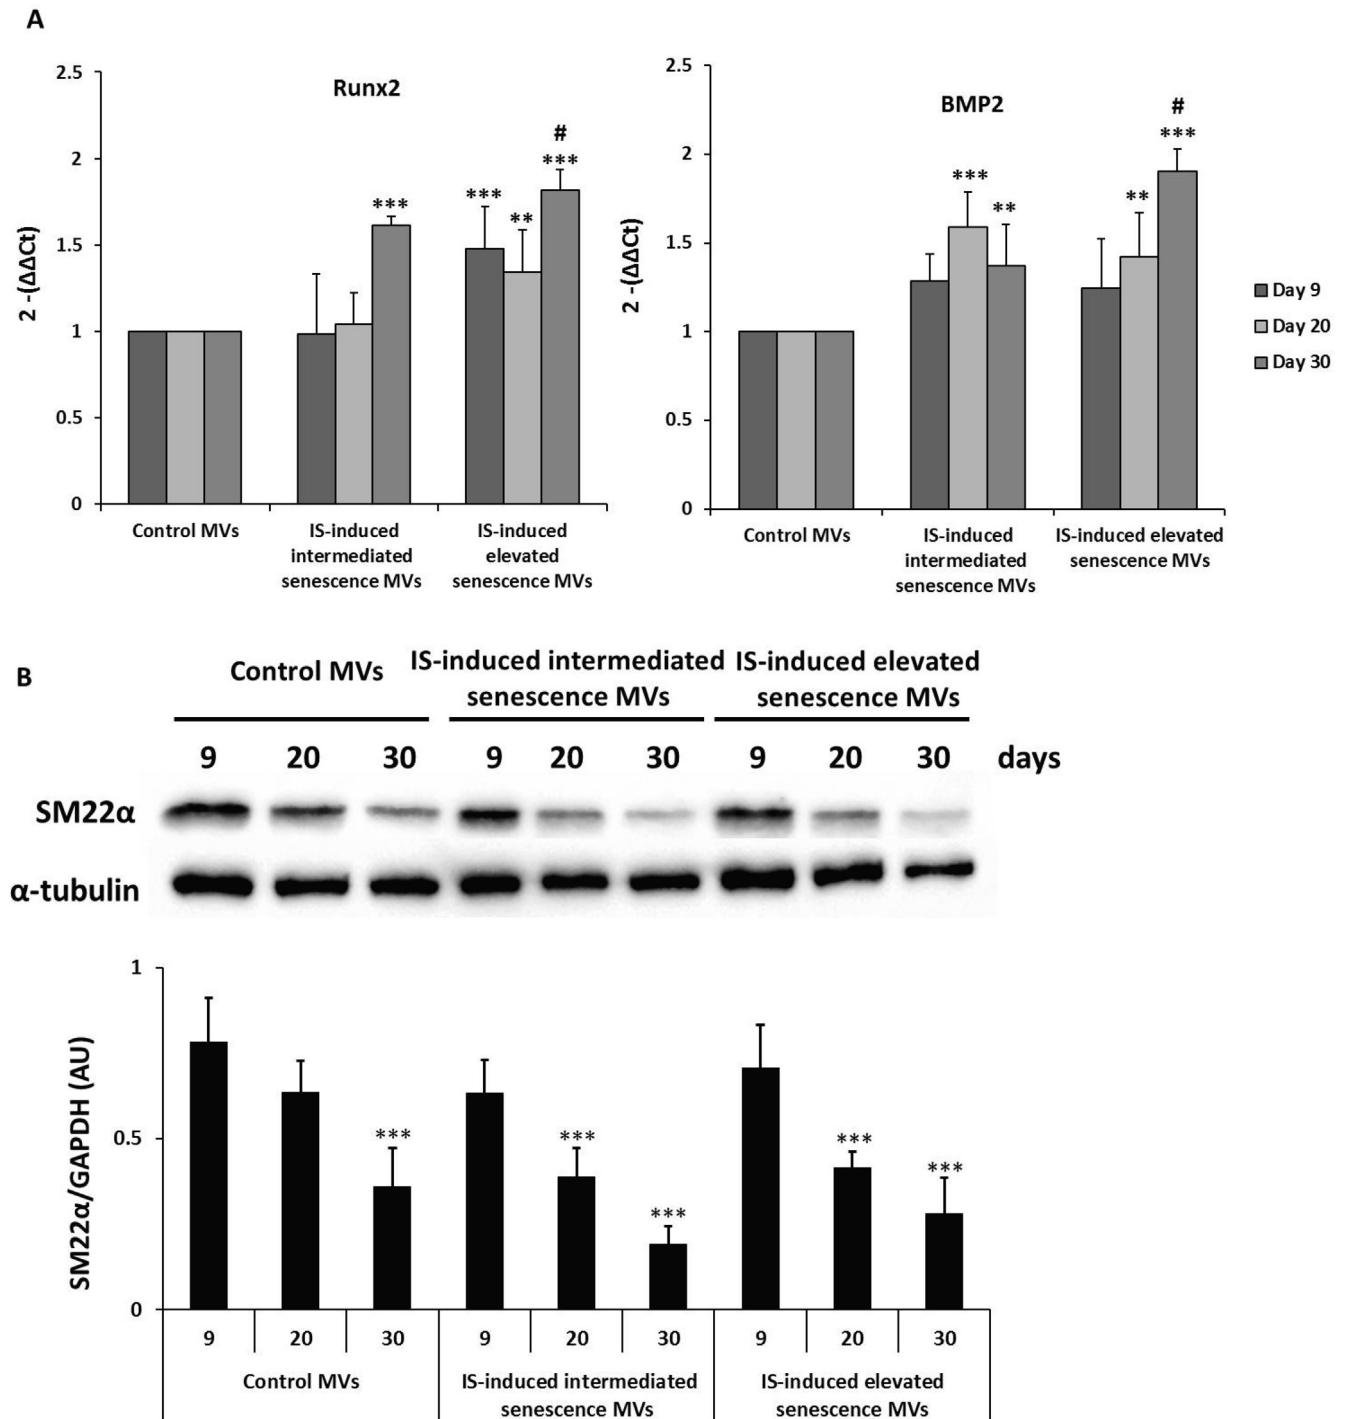 A
Runx2
2.5
2
1.5
1
0.5
0
2 -(ΔΔCt)
***
***
**
#
***
Control MVs
IS-induced
intermediated
senescence MVs
IS-induced
elevated
senescence MVs
BMP2
2.5
2
1.5
1
0.5
0
2 -(ΔΔCt)
***
**
**
#
***
Control MVs
IS-induced
intermediated
senescence MVs
IS-induced elevated
senescence MVs
Day 9
Day 20
Day 30
B
Control MVs
IS-induced intermediated
senescence MVs
IS-induced elevated
senescence MVs
9 20 30 9 20 30 9 20 30 days
SM22α
α-tubulin
1
0.5
0
SM22α/GAPDH (AU)
***
***
***
***
***
9 20 30 9 20 30 9 20 30
Control MVs
IS-induced intermediated
senescence MVs
IS-induced elevated
senescence MVs